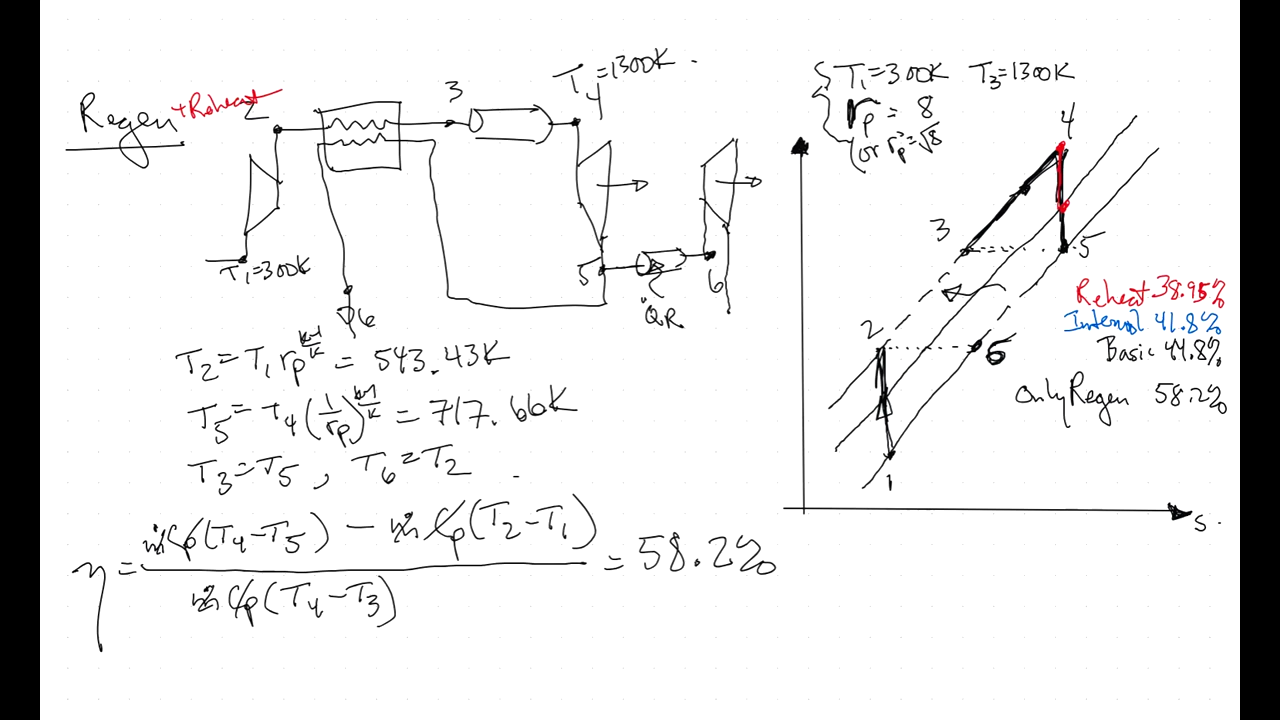 Regen + Reheat
2
3
T4=1300K.
T1=300K
5
6
QR
6
T2=T1 rp^(k-1/k) = 543.43K
T5=T4(1/rp)^(k-1/k) = 717.66K
T3=T5, T6=T2
η = ṁCp(T4-T5) - ṁCp(T2-T1) / ṁCp(T4-T3) = 58.2%
T1=300K T3=1300K
rp = 8
(or rp=√8
4
3
5
2
6
1
s.
Reheat 38.95%
Internal 41.8%
Basic 44.8%
Only Regen 58.2%